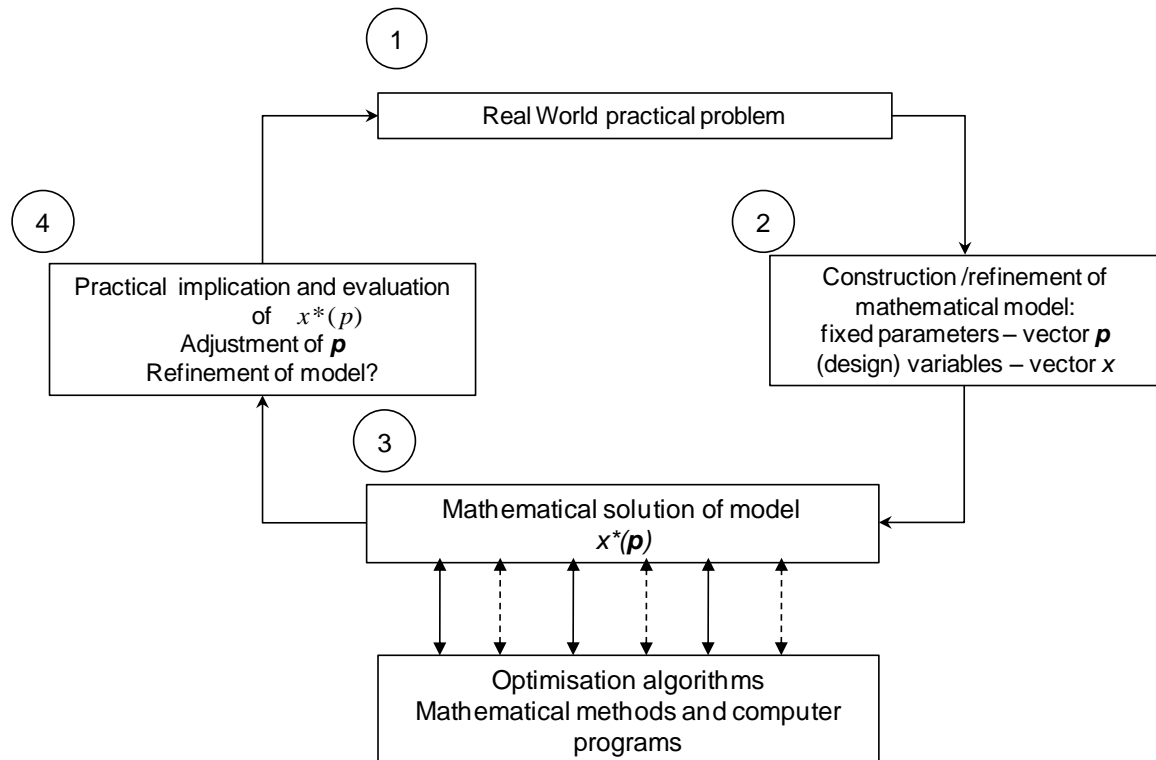 1
Real World practical problem
2
Construction /refinement of
mathematical model:
fixed parameters – vector p
(design) variables – vector x
3
Mathematical solution of model
x*(p)
Optimisation algorithms
Mathematical methods and computer
programs
4
Practical implication and evaluation
of x*(p)
Adjustment of p
Refinement of model?